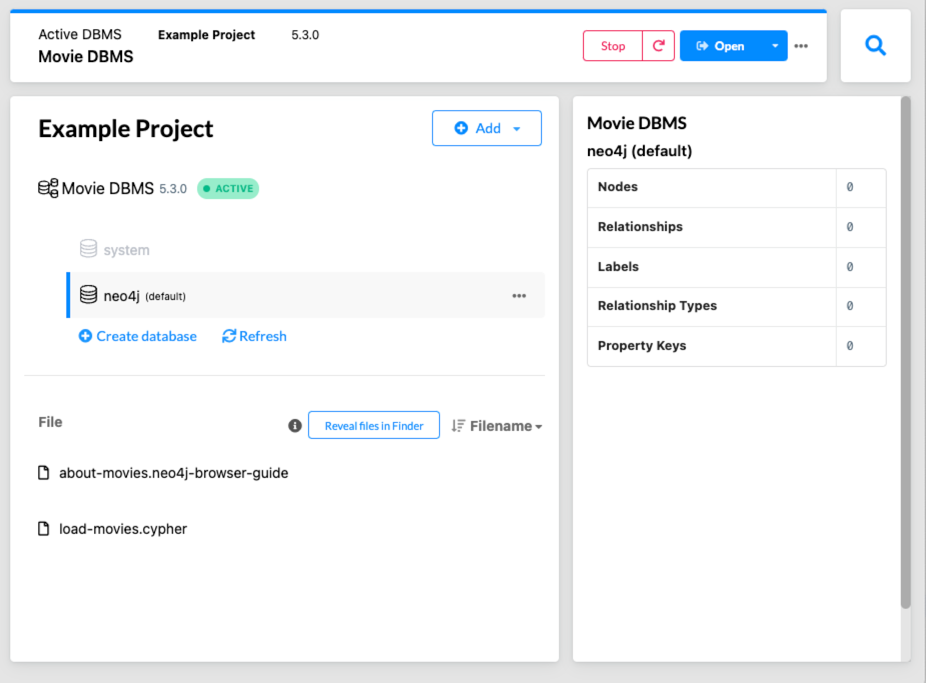 Active DBMS Example Project 5.3.0
Movie DBMS
Stop Open
Example Project
Add
Movie DBMS 5.3.0 ACTIVE
system
neo4j (default)
Create database Refresh
File
Reveal files in Finder Filename
about-movies.neo4j-browser-guide
load-movies.cypher
Movie DBMS
neo4j (default)
Nodes 0
Relationships 0
Labels 0
Relationship Types 0
Property Keys 0